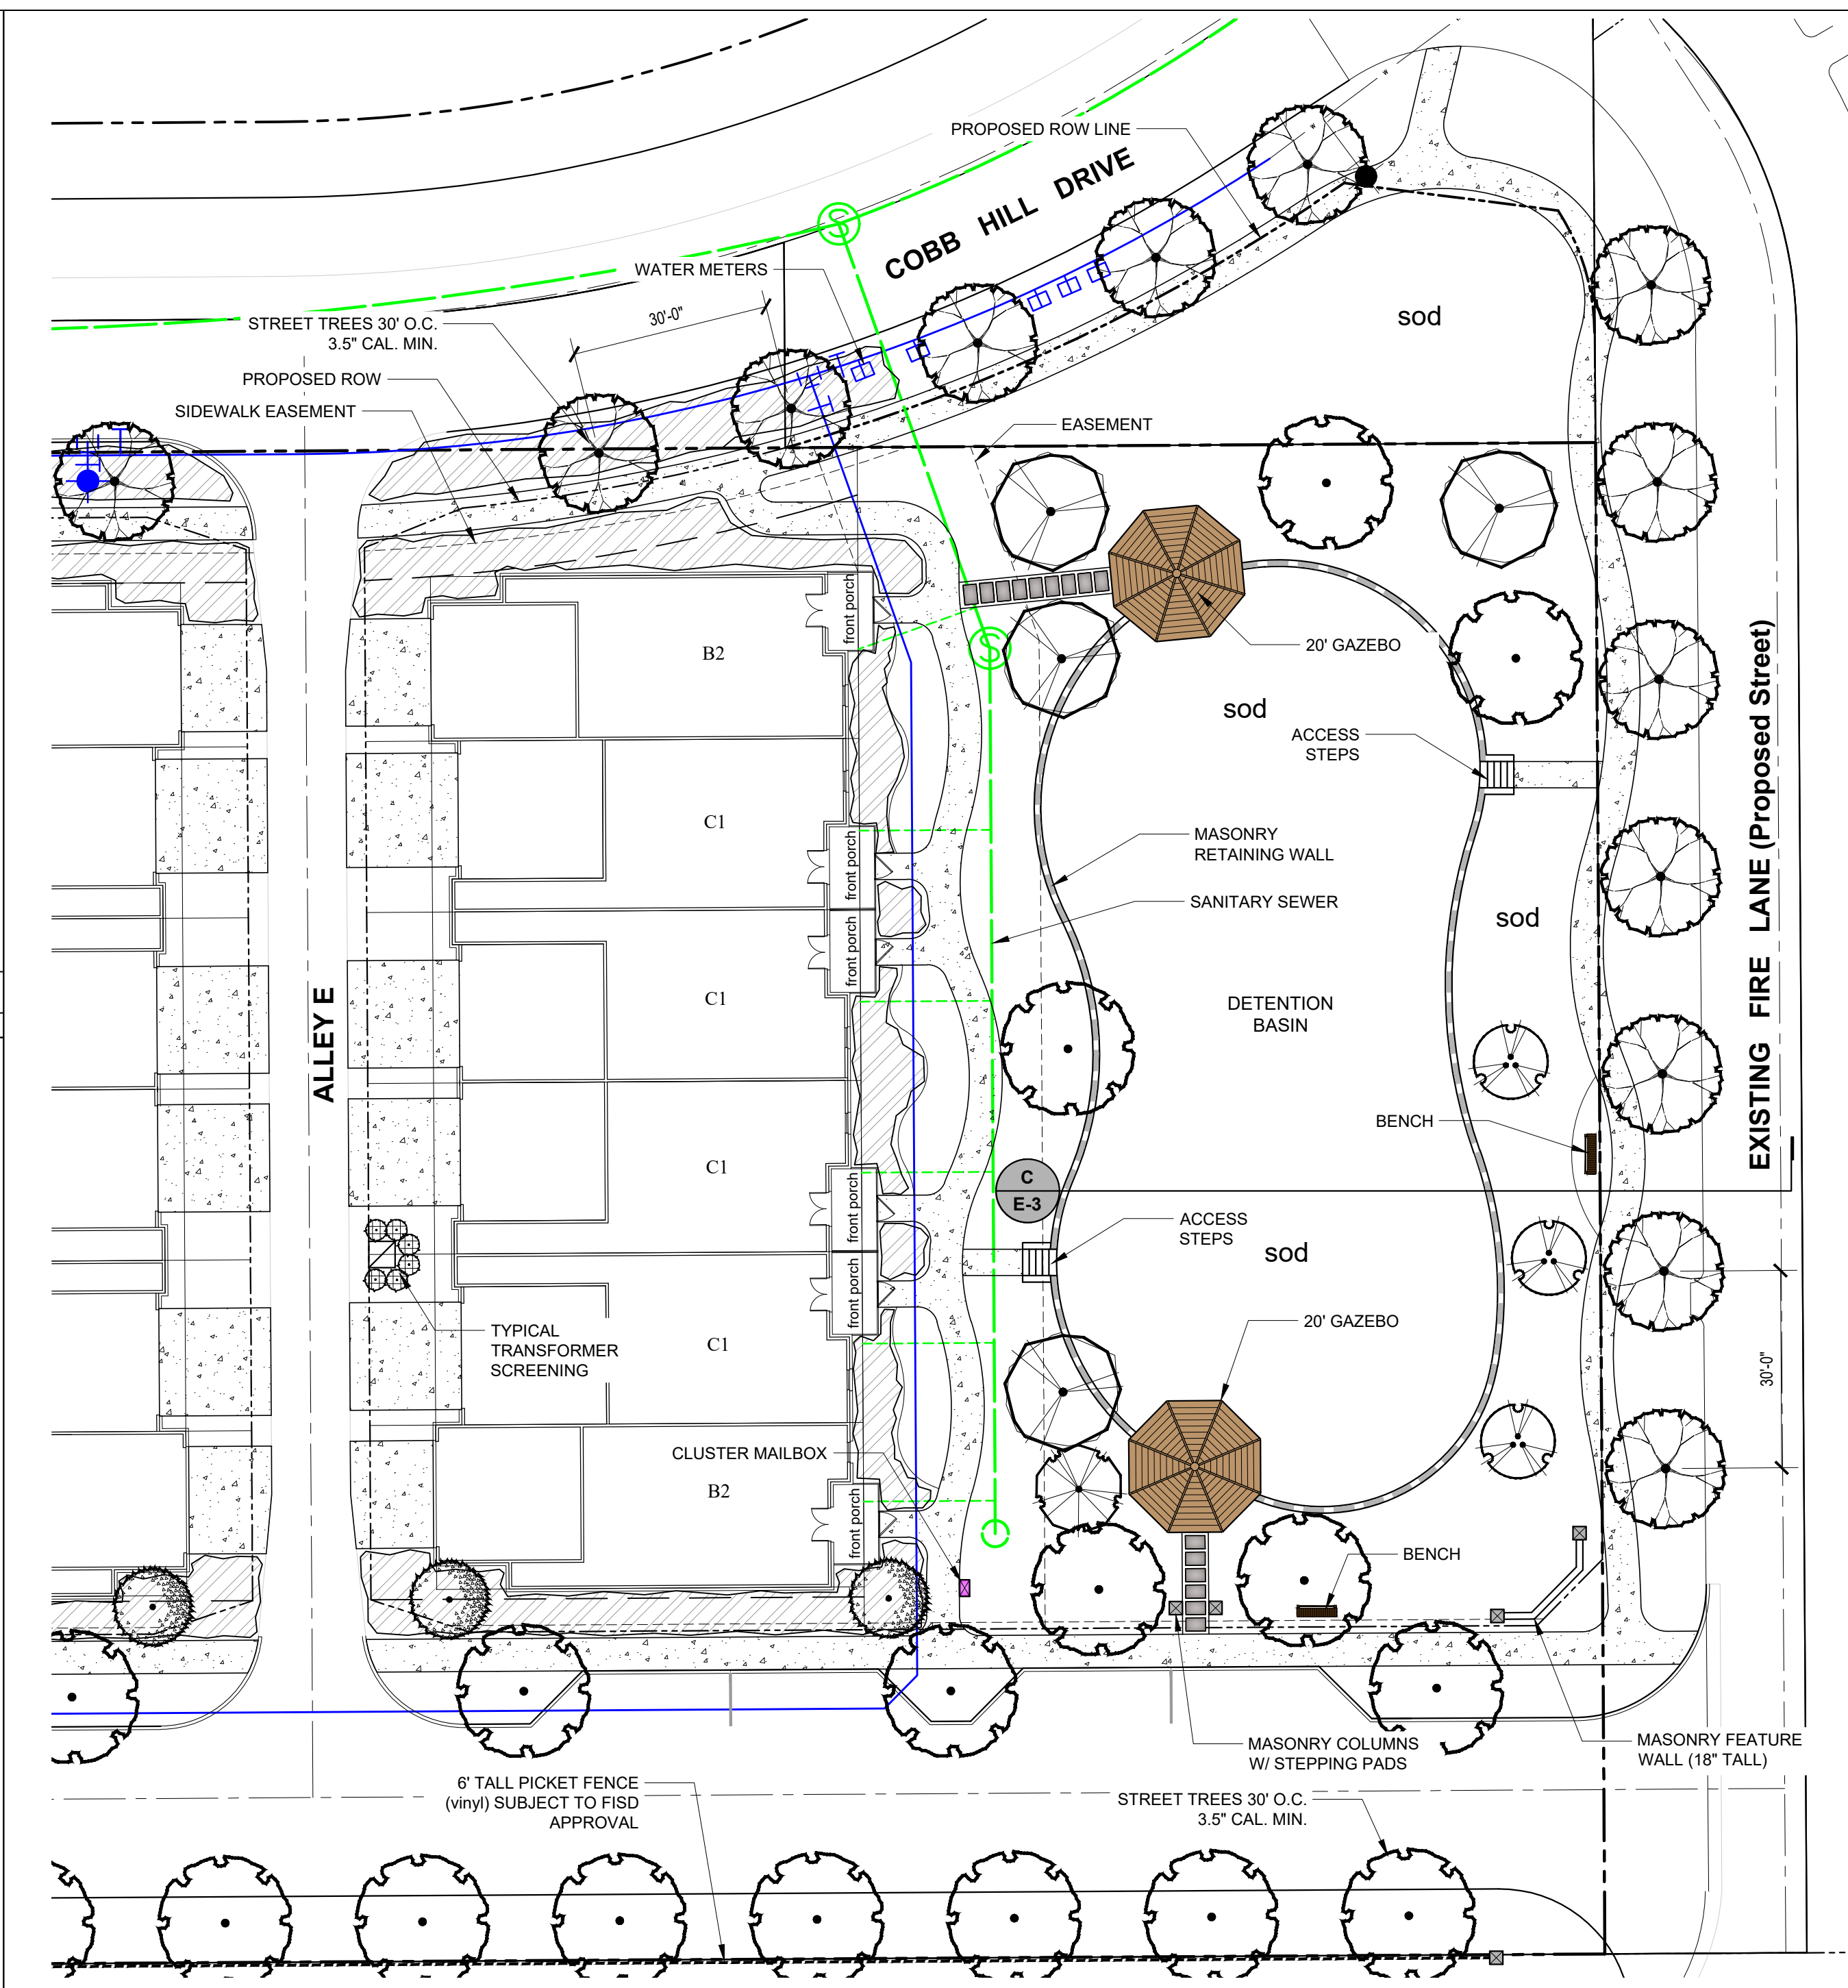 PROPOSED ROW LINE
COBB HILL DRIVE
WATER METERS
30'-0"
STREET TREES 30' O.C.
3.5" CAL. MIN.
PROPOSED ROW
SIDEWALK EASEMENT
EASEMENT
sod
S
S
front porch
B2
20' GAZEBO
sod
ACCESS
STEPS
C1
front porch
MASONRY
RETAINING WALL
SANITARY SEWER
sod
front porch
C1
DETENTION
BASIN
ALLEY E
EXISTING FIRE LANE (Proposed Street)
BENCH
C1
front porch
C
E-3
ACCESS
STEPS
sod
front porch
20' GAZEBO
TYPICAL
TRANSFORMER
SCREENING
C1
30'-0"
CLUSTER MAILBOX
B2
front porch
BENCH
MASONRY COLUMNS
W/ STEPPING PADS
MASONRY FEATURE
WALL (18" TALL)
6' TALL PICKET FENCE
(vinyl) SUBJECT TO FISD
APPROVAL
STREET TREES 30' O.C.
3.5" CAL. MIN.